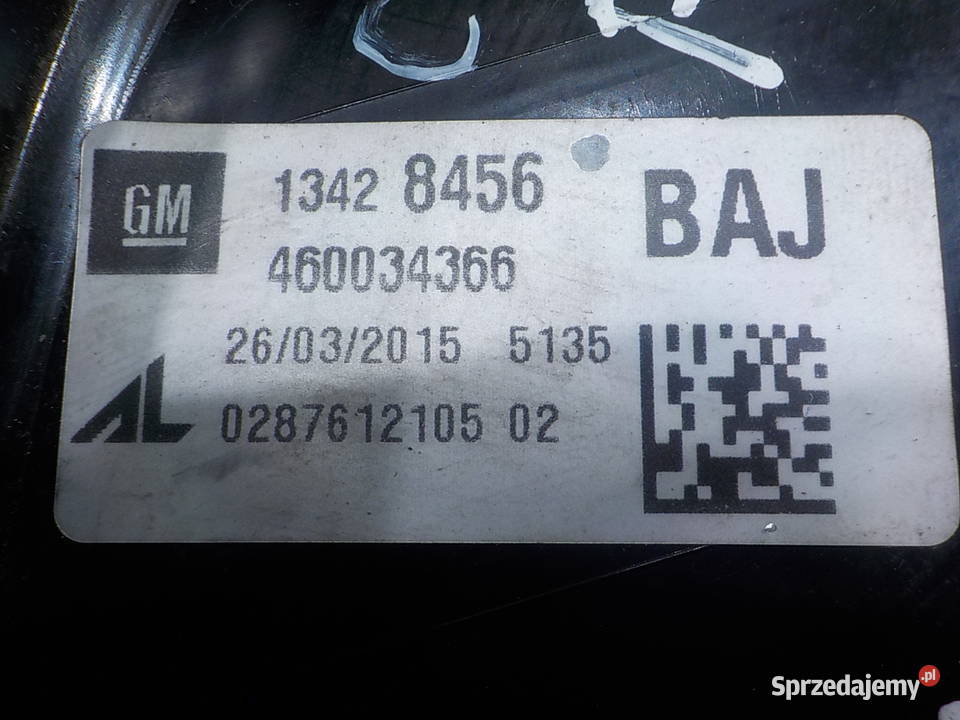 GM 1342 8456 BAJ
460034366
26/03/2015 5135
AL 0287612105 02
Sprzedajemy.pl